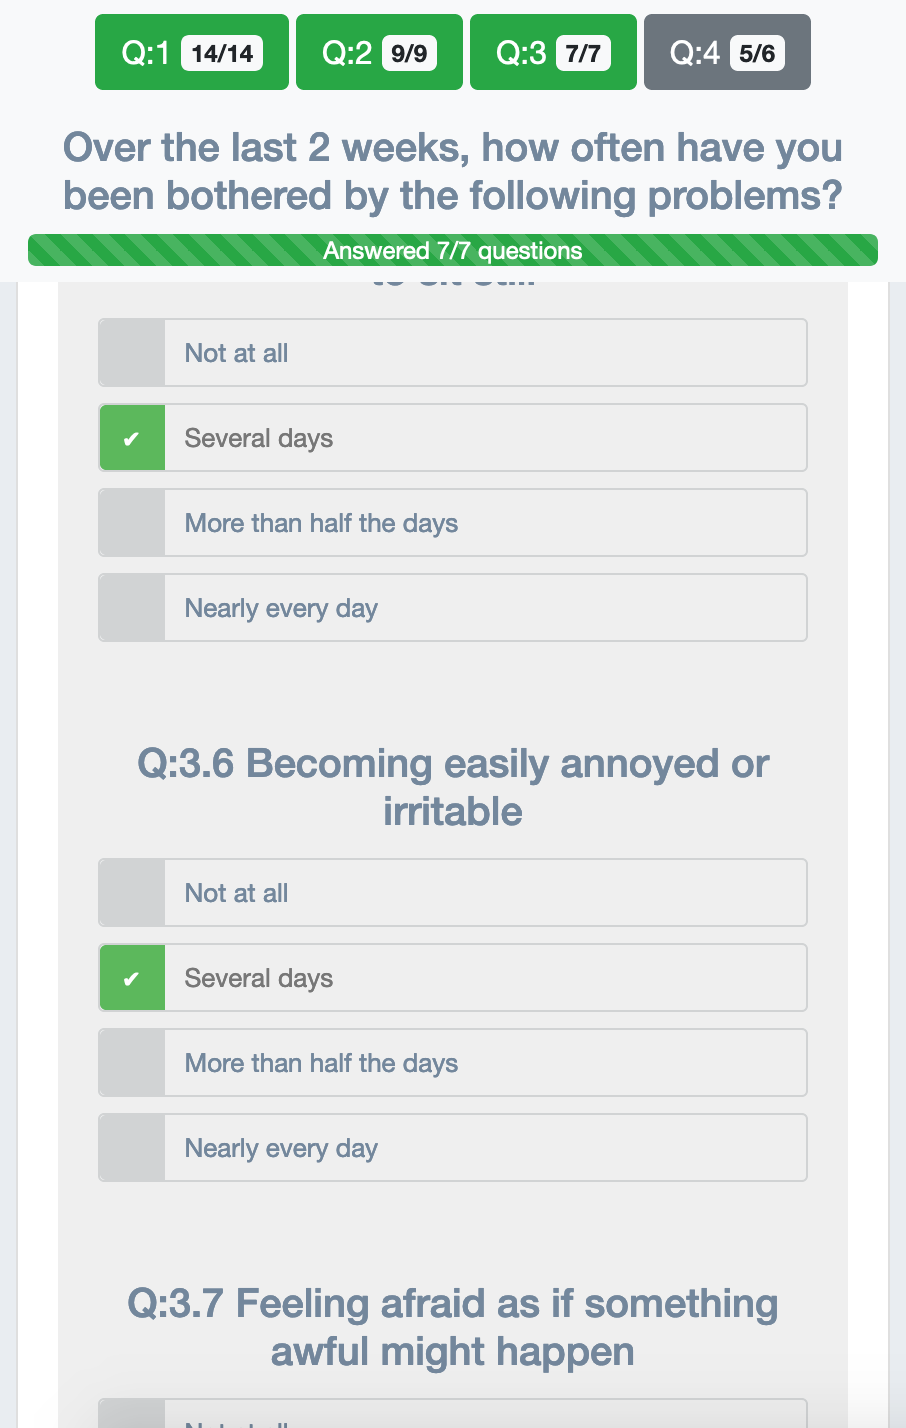 Q:1 14/14 Q:2 9/9 Q:3 7/7 Q:4 5/6
Over the last 2 weeks, how often have you
been bothered by the following problems?
Answered 7/7 questions
Not at all
✔ Several days
More than half the days
Nearly every day
Q:3.6 Becoming easily annoyed or
irritable
Not at all
✔ Several days
More than half the days
Nearly every day
Q:3.7 Feeling afraid as if something
awful might happen